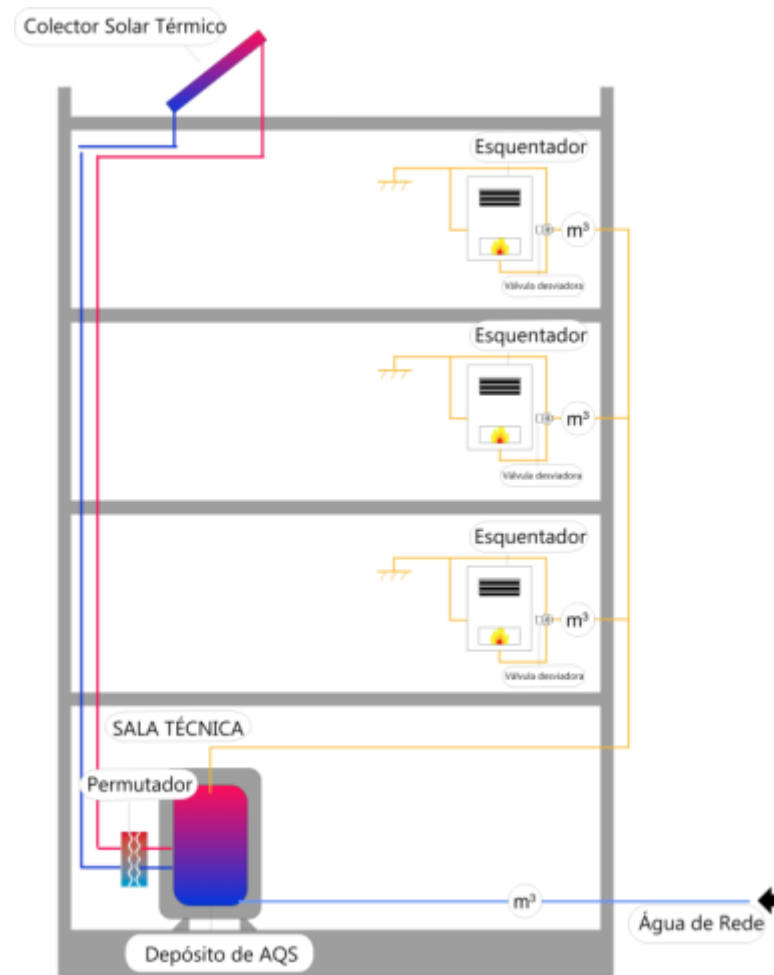 Colector Solar Térmico
Esquentador
m³
Válvula desviadora
Esquentador
m³
Válvula desviadora
Esquentador
m³
Válvula desviadora
SALA TÉCNICA
Permutador
m³
Água de Rede
Depósito de AQS